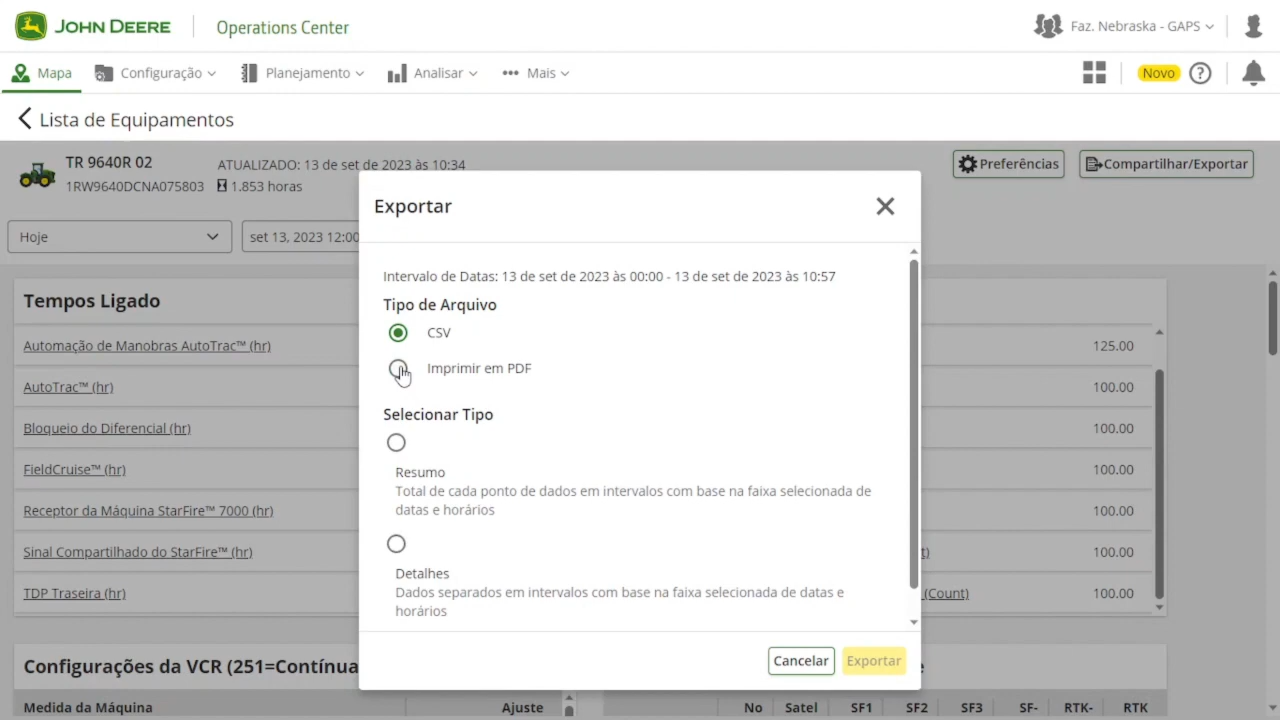 JOHN DEERE
Operations Center
Faz. Nebraska - GAPS
Mapa
Configuração
Planejamento
Analisar
Mais
Novo
Lista de Equipamentos
TR 9640R 02
1RW9640DCNA075803
ATUALIZADO: 13 de set de 2023 às 10:34
1.853 horas
Preferências
Compartilhar/Exportar
Hoje
set 13, 2023 12:00
Exportar
Intervalo de Datas: 13 de set de 2023 às 00:00 - 13 de set de 2023 às 10:57
Tipo de Arquivo
CSV
Imprimir em PDF
Selecionar Tipo
Resumo
Total de cada ponto de dados em intervalos com base na faixa selecionada de
datas e horários
Detalhes
Dados separados em intervalos com base na faixa selecionada de datas e
horários
Cancelar
Exportar
Tempos Ligado
Automação de Manobras AutoTrac™ (hr)
125.00
AutoTrac™ (hr)
100.00
Bloqueio do Diferencial (hr)
100.00
FieldCruise™ (hr)
100.00
Receptor da Máquina StarFire™ 7000 (hr)
100.00
Sinal Compartilhado do StarFire™ (hr)
t)
100.00
TDP Traseira (hr)
(Count)
100.00
Configurações da VCR (251=Contínua
Medida da Máquina
Ajuste
No
Satel
SF1
SF2
SF3
SF-
RTK-
RTK